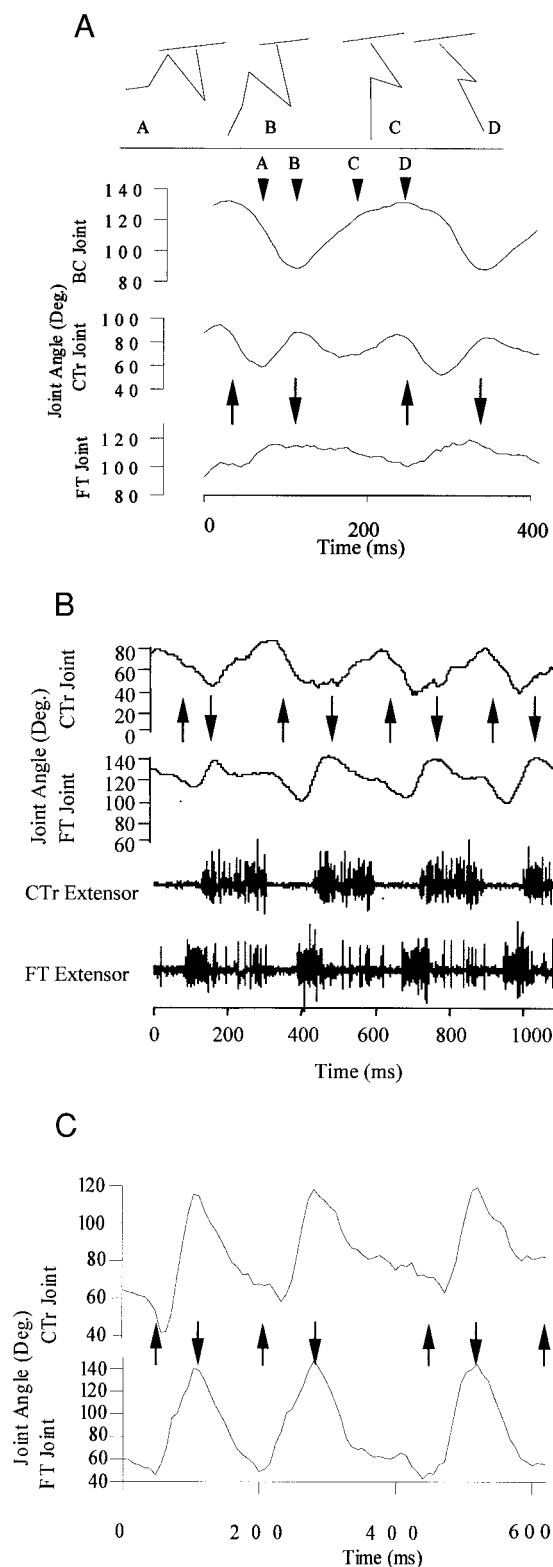 A
A B C D
A B C D
140
120
100
80
BC Joint
100
80
60
40
CTr Joint
Joint Angle (Deg.)
120
100
80
FT Joint
0 200 400
Time (ms)
B
80
60
40
20
0
CTr Joint
Joint Angle (Deg.)
140
120
100
80
60
FT Joint
CTr Extensor
FT Extensor
0 200 400 600 800 1000
Time (ms)
C
120
100
80
60
40
CTr Joint
Joint Angle (Deg.)
140
120
100
80
60
40
FT Joint
0 200 400 600
Time (ms)